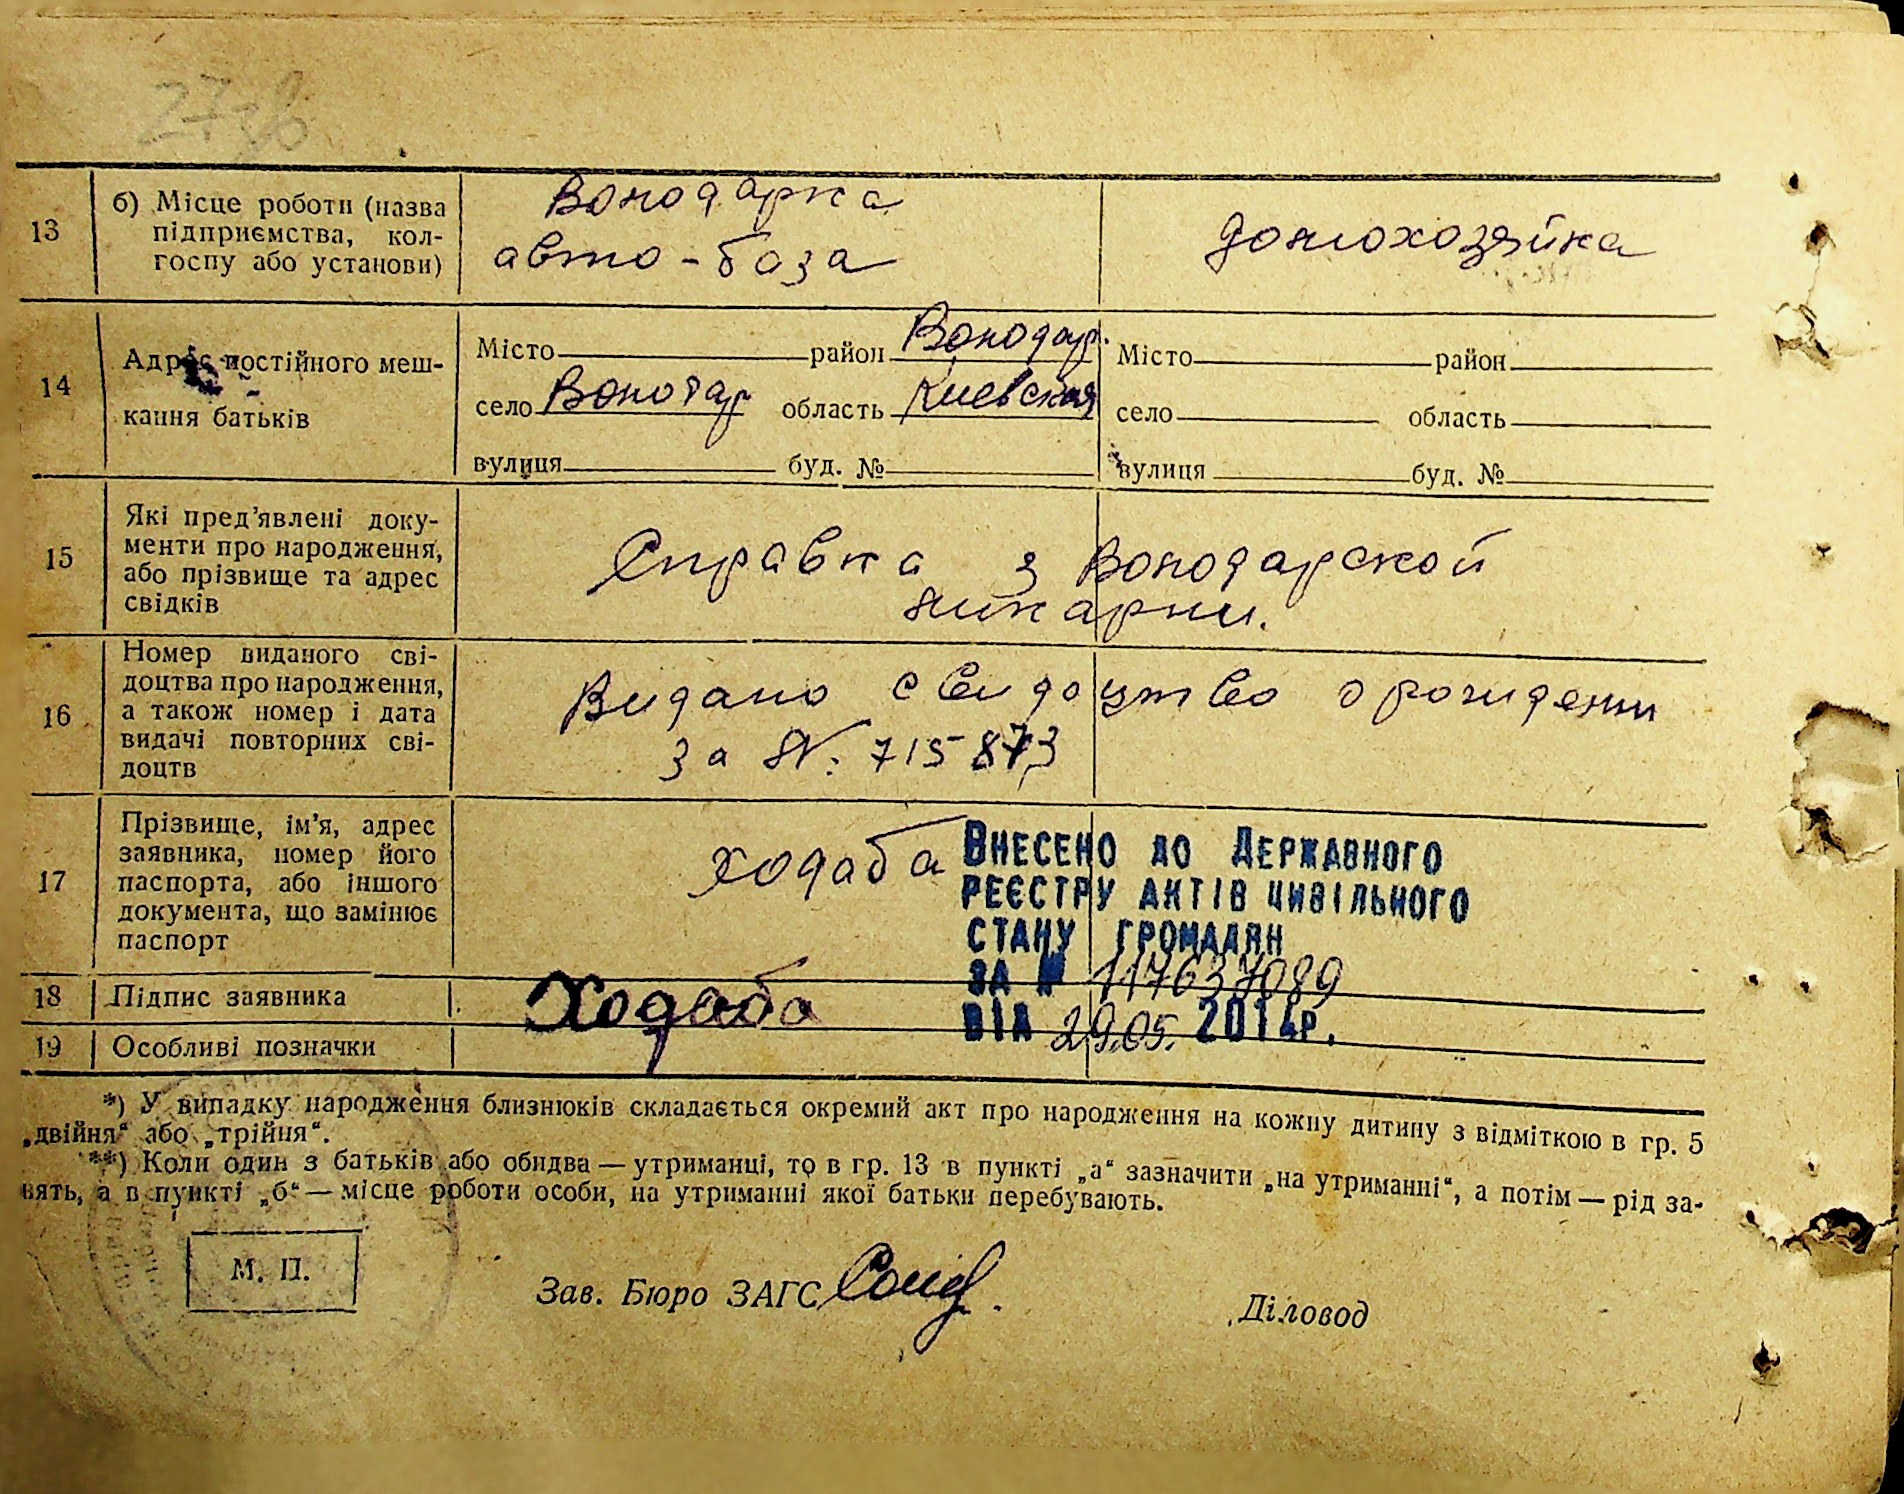 27зв
13
б) Місце роботи (назва
підприємства, кол-
госпу або установи)
Володарка
авто-база
домохозяйка
14
Адрес постійного меш-
кання батьків
Місто район Володар.
село Володар область Киевская
вулиця буд. №
Місто район
село область
вулиця буд. №
15
Які пред’явлені доку-
менти про народження,
або прізвище та адрес
свідків
Справка з Володарской
лікарни.
16
Номер виданого сві-
доцтва про народження,
а також номер і дата
видачі повторних сві-
доцтв
Видано свидоцтво о рождении
за №: 715873
17
Прізвище, ім’я, адрес
заявника, номер його
паспорта, або іншого
документа, що замінює
паспорт
Ходаба
ВНЕСЕНО ДО ДЕРЖАВНОГО
РЕЄСТРУ АКТІВ ЦИВІЛЬНОГО
СТАНУ ГРОМАДЯН
ЗА № 117637089
ВІД 29.05. 2014р.
18
Підпис заявника
Ходаба
19
Особливі позначки
*) У випадку народження близнюків складається окремий акт про народження на кожну дитину з відміткою в гр. 5
„двійня“ або „трійня“.
**) Коли один з батьків або обидва — утриманці, то в гр. 13 в пункті „а“ зазначити „на утриманні“, а потім — рід за-
нять, а в пункті „б“ — місце роботи особи, на утриманні якої батьки перебувають.
М. П.
Зав. Бюро ЗАГС
Діловод